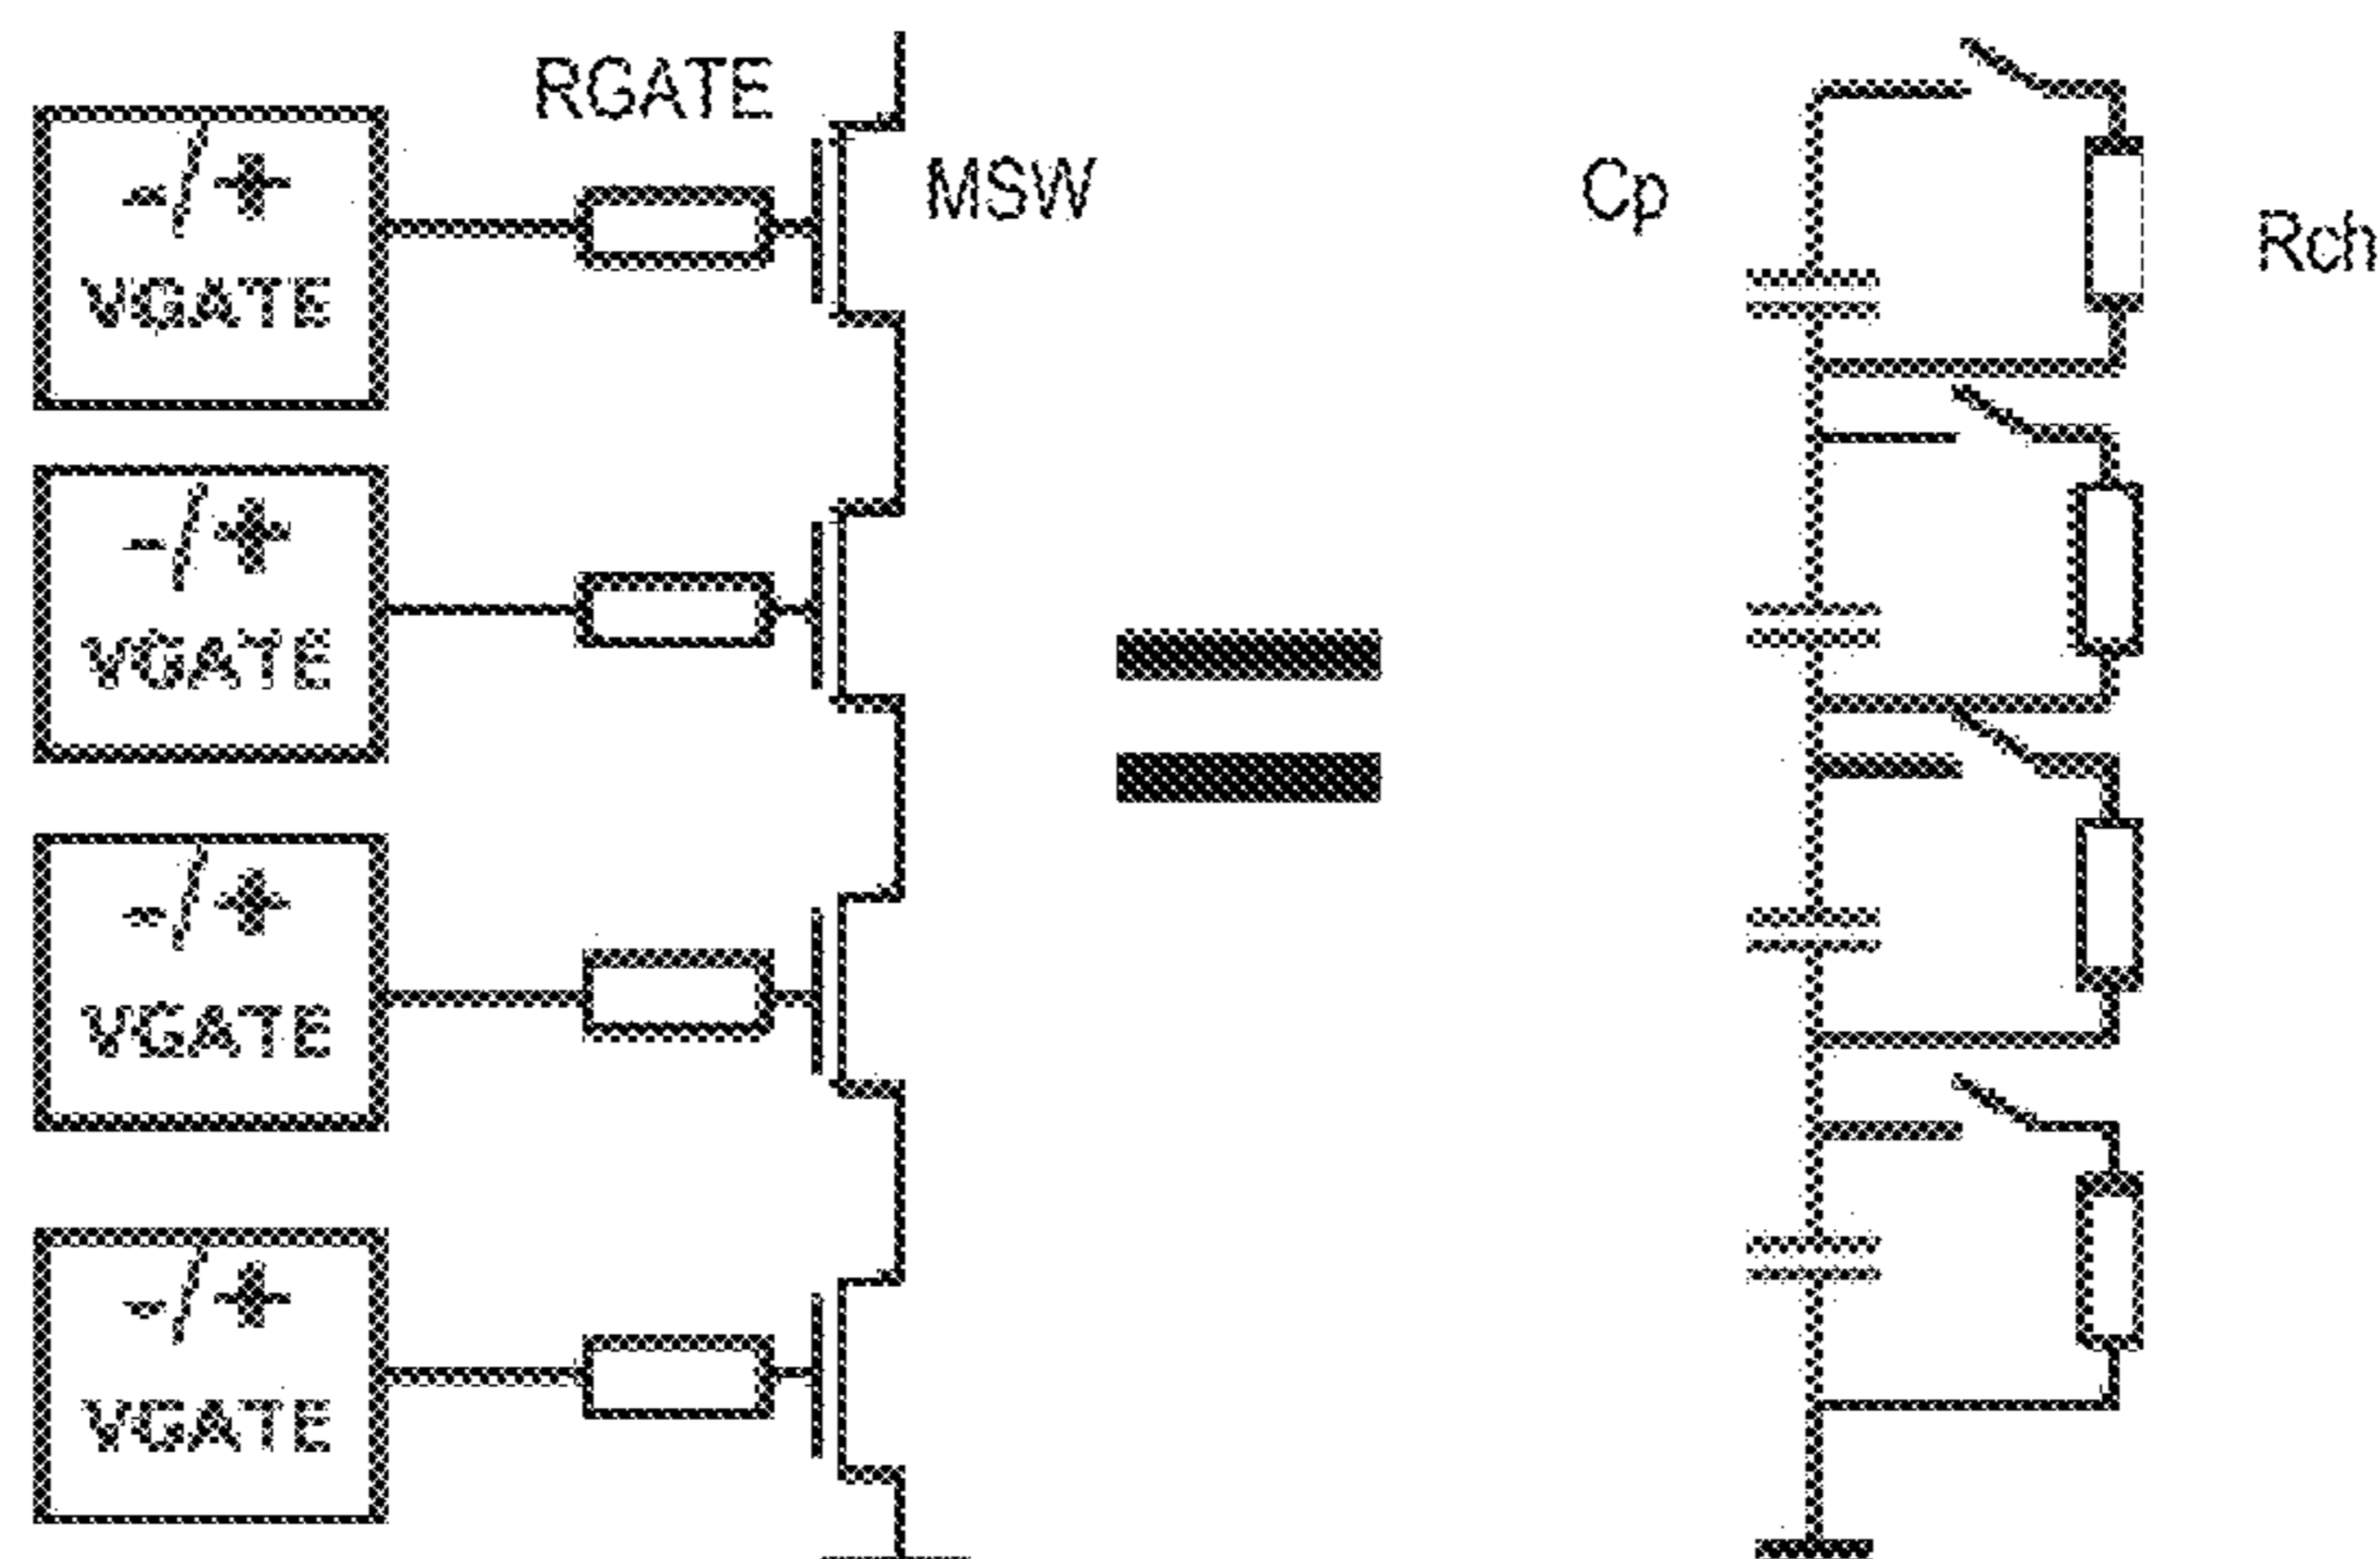 RGATE
MSW
-/+
VGATE
-/+
VGATE
-/+
VGATE
-/+
VGATE
Cp
Rch